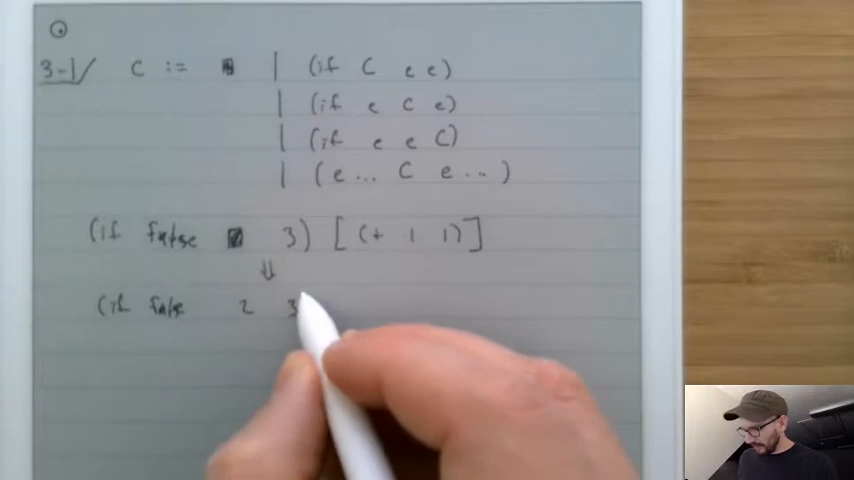 3-1/ C := ■ | (if C e e)
| (if e C e)
| (if e e C)
| (e ... C e ... )
(if false ■ 3) [(+ 1 1)]
⇓
(if false 2 3